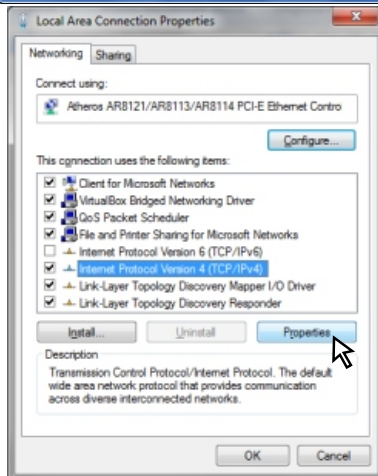 Local Area Connection Properties
Networking Sharing
Connect using:
Atheros AR8121/AR8113/AR8114 PCI-E Ethernet Contro
Configure...
This connection uses the following items:
Client for Microsoft Networks
VirtualBox Bridged Networking Driver
QoS Packet Scheduler
File and Printer Sharing for Microsoft Networks
Internet Protocol Version 6 (TCP/IPv6)
Internet Protocol Version 4 (TCP/IPv4)
Link-Layer Topology Discovery Mapper I/O Driver
Link-Layer Topology Discovery Responder
Install... Uninstall Properties
Description
Transmission Control Protocol/Internet Protocol. The default
wide area network protocol that provides communication
across diverse interconnected networks.
OK Cancel